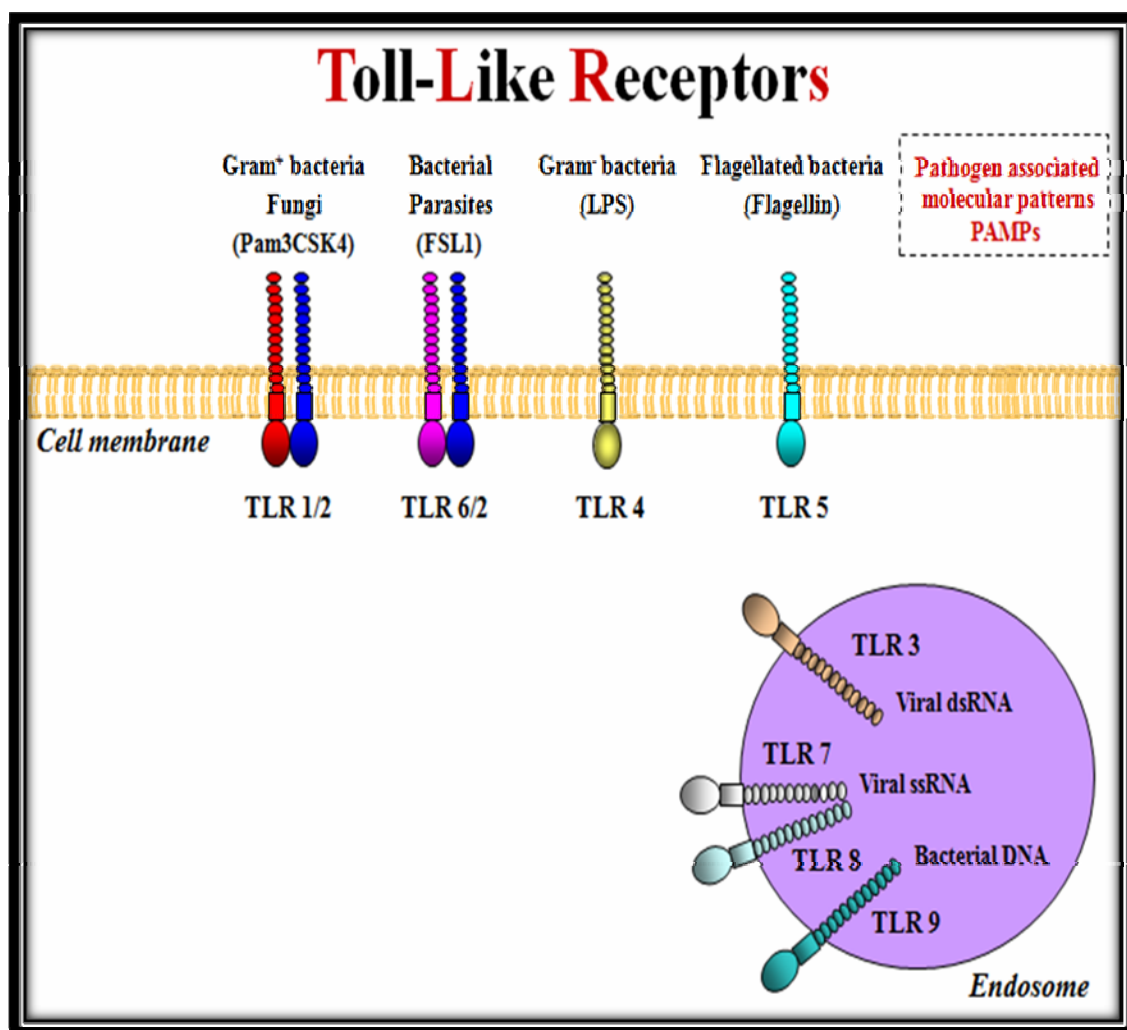 Toll-Like Receptors
Gram⁺ bacteria
Fungi
(Pam3CSK4)
Bacterial
Parasites
(FSL1)
Gram⁻ bacteria
(LPS)
Flagellated bacteria
(Flagellin)
Pathogen associated
molecular patterns
PAMPs
Cell membrane
TLR 1/2
TLR 6/2
TLR 4
TLR 5
TLR 3
Viral dsRNA
TLR 7
Viral ssRNA
TLR 8
Bacterial DNA
TLR 9
Endosome